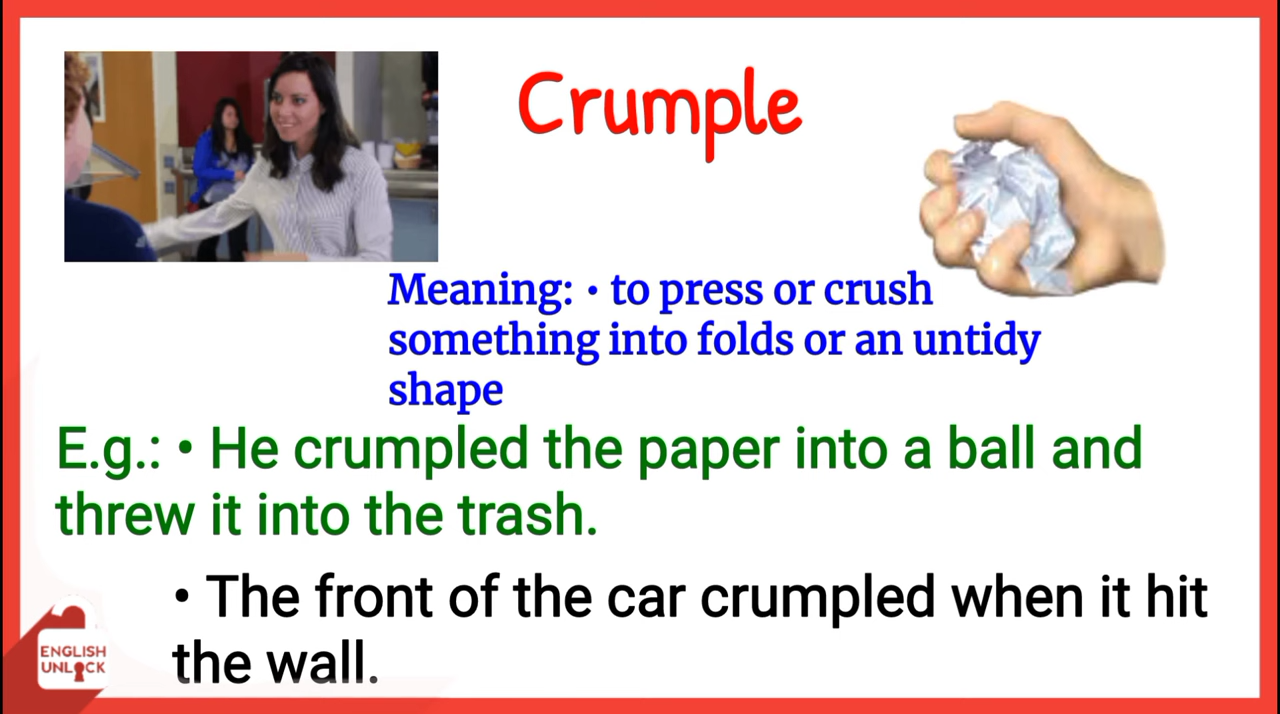 Crumple
Meaning: • to press or crush
something into folds or an untidy
shape
E.g.: • He crumpled the paper into a ball and
threw it into the trash.
• The front of the car crumpled when it hit
the wall.
ENGLISH
UNLOCK